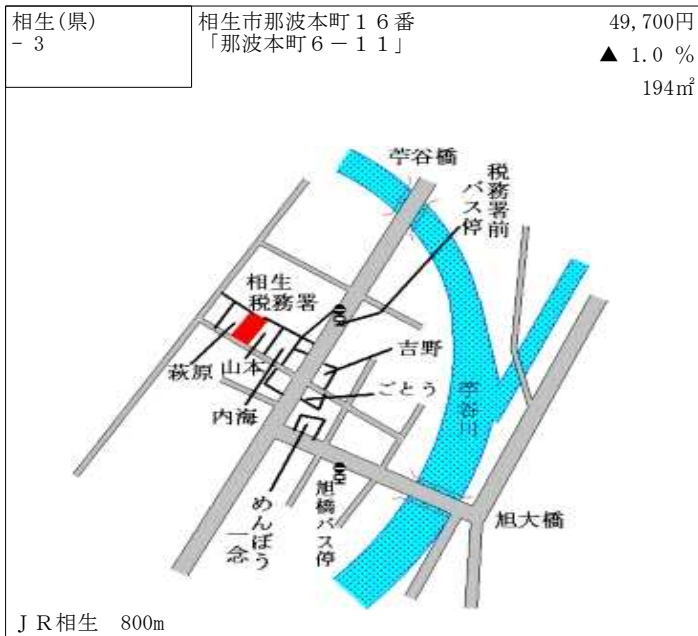 相生(県)
- 3
相生市那波本町１６番
「那波本町６－１１」
49,700円
▲ 1.0 %
194㎡
苧谷橋
税務署前
バス停
相生
税務署
吉野
萩原
山本
ごとう
内海
苧谷川
めんぼう
一念
旭橋バス停
旭大橋
ＪＲ相生　800m